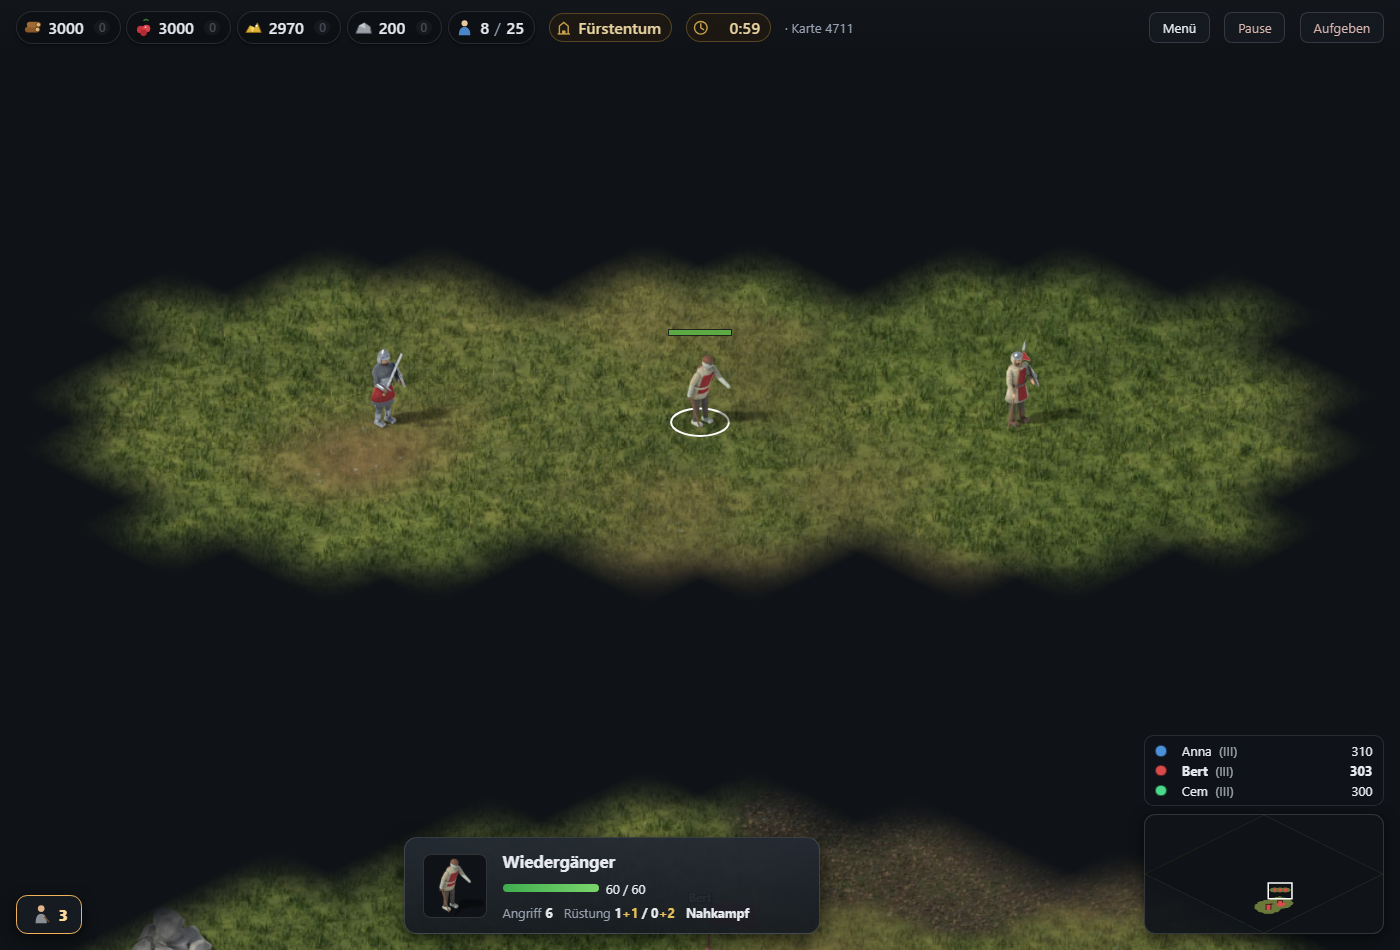 3000 0 3000 0 2970 0 200 0 8 / 25 Fürstentum 0:59 · Karte 4711 Menü Pause Aufgeben
Anna (III) 310
Bert (III) 303
Cem (III) 300
Wiedergänger
60 / 60
Angriff 6 Rüstung 1+1 / 0+2 Nahkampf
Bert
3